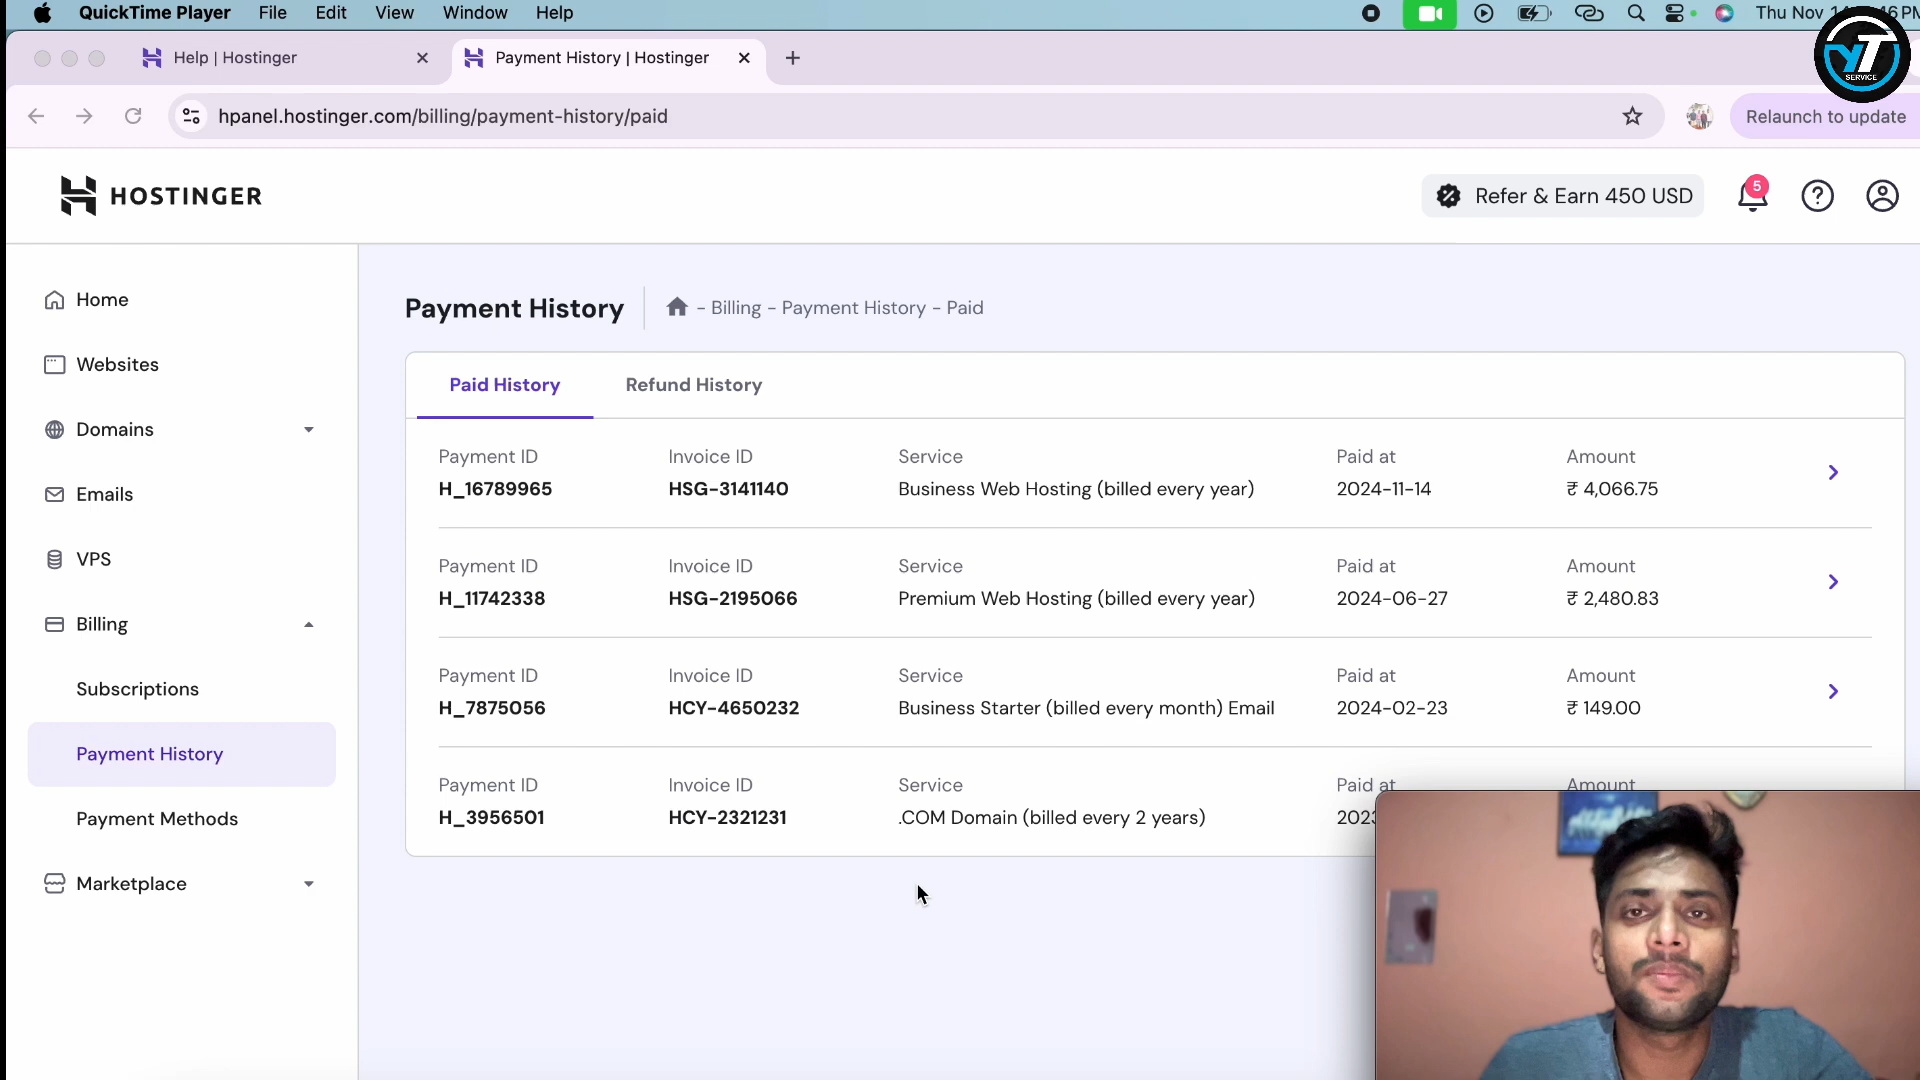 QuickTime Player File Edit View Window Help Thu Nov
YT
SERVICE
Help | Hostinger
Payment History | Hostinger
hpanel.hostinger.com/billing/payment-history/paid
Relaunch to update
HOSTINGER
Refer & Earn 450 USD
5
Home
Websites
Domains
Emails
VPS
Billing
Subscriptions
Payment History
Payment Methods
Marketplace
Payment History
- Billing - Payment History - Paid
Paid History Refund History
Payment ID Invoice ID Service Paid at Amount
H_16789965 HSG-3141140 Business Web Hosting (billed every year) 2024-11-14 ₹ 4,066.75
Payment ID Invoice ID Service Paid at Amount
H_11742338 HSG-2195066 Premium Web Hosting (billed every year) 2024-06-27 ₹ 2,480.83
Payment ID Invoice ID Service Paid at Amount
H_7875056 HCY-4650232 Business Starter (billed every month) Email 2024-02-23 ₹ 149.00
Payment ID Invoice ID Service Paid at Amount
H_3956501 HCY-2321231 .COM Domain (billed every 2 years)